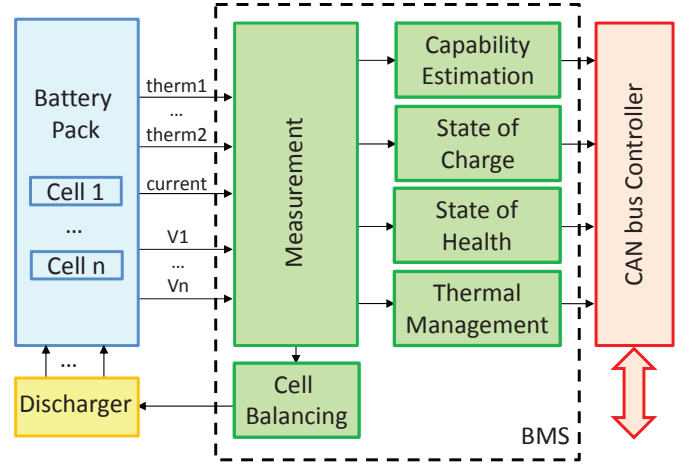 Battery
Pack
Cell 1
...
Cell n
therm1
...
therm2
current
V1
...
Vn
Measurement
Capability
Estimation
State of
Charge
State of
Health
Thermal
Management
CAN bus Controller
...
Discharger
Cell
Balancing
BMS